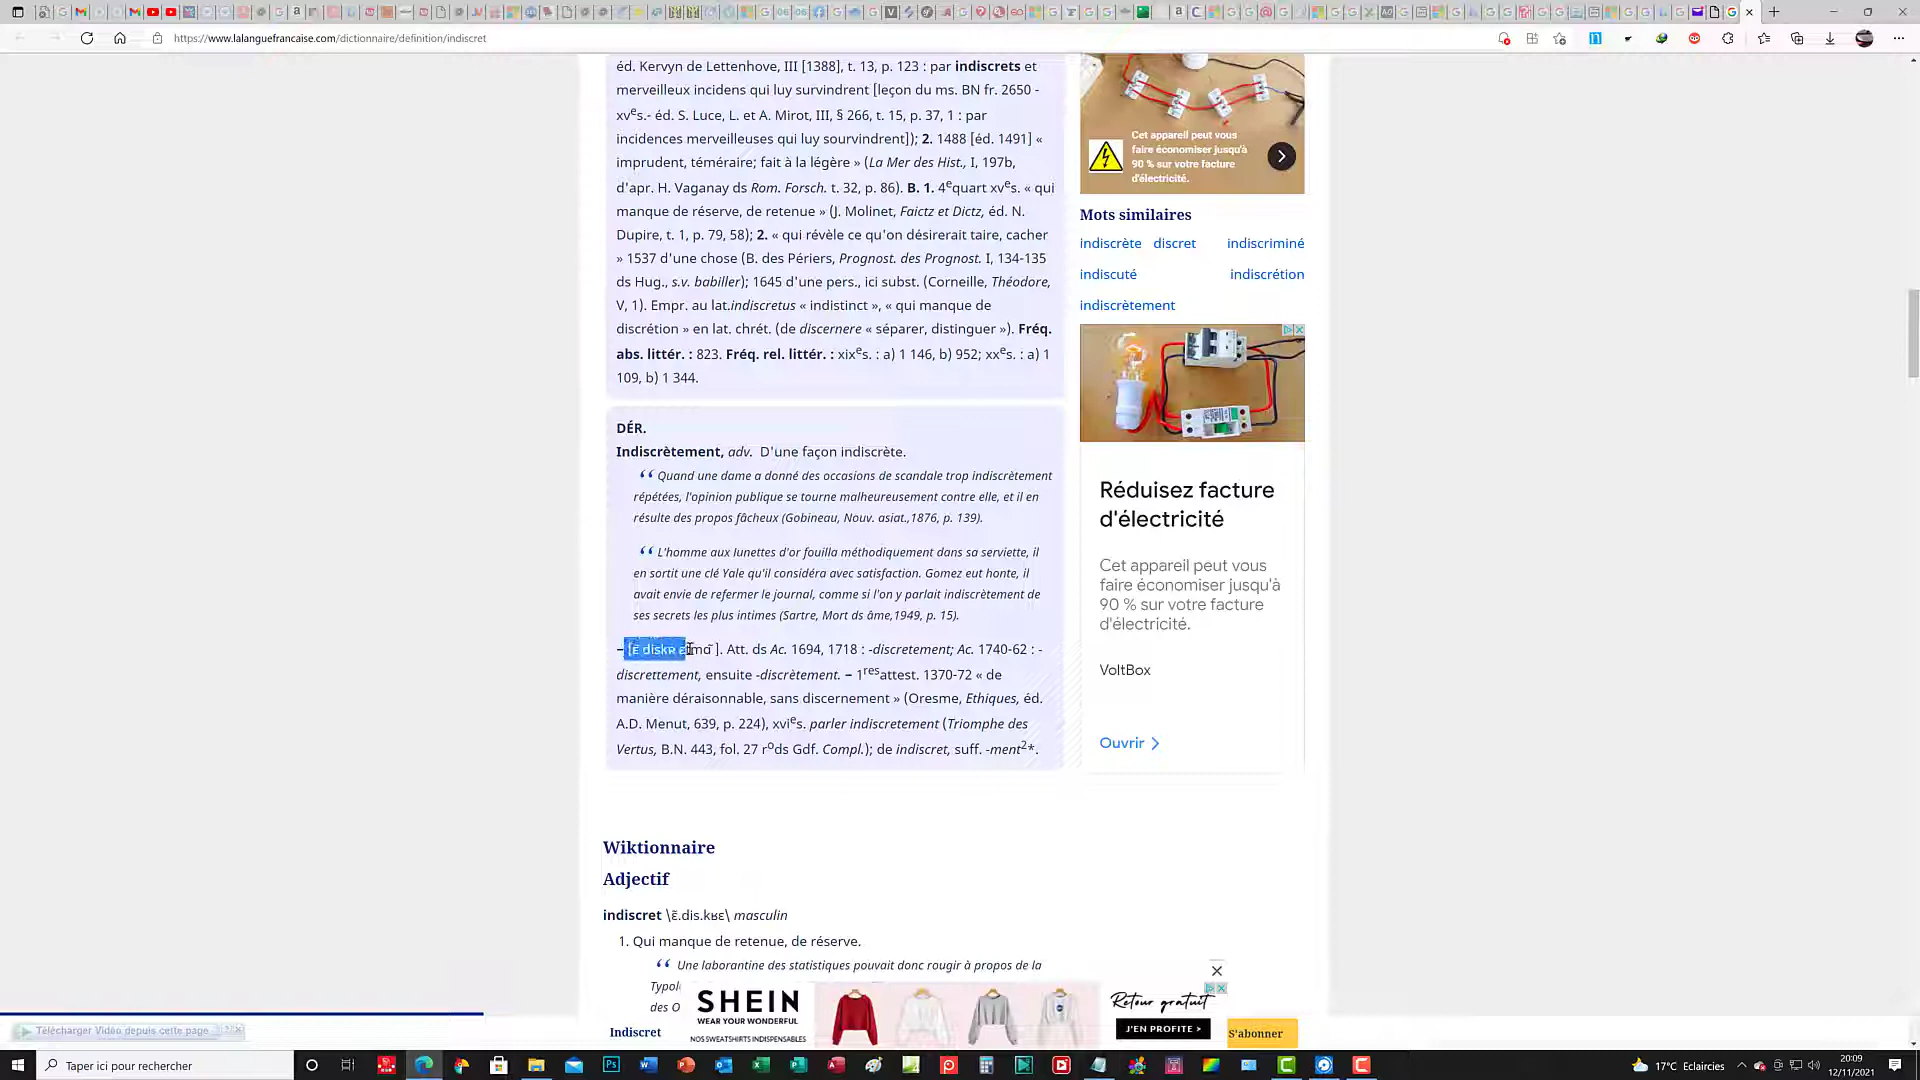 https://www.lalanguefrancaise.com/dictionnaire/definition/indiscret
éd. Kervyn de Lettenhove, III [1388], t. 13, p. 123 : par indiscrets et
merveilleux incidens qui luy survindrent [leçon du ms. BN fr. 2650 -
xves.- éd. S. Luce, L. et A. Mirot, III, § 266, t. 15, p. 37, 1 : par
incidences merveilleuses qui luy sourvindrent]); 2. 1488 [éd. 1491] «
imprudent, téméraire; fait à la légère » (La Mer des Hist., I, 197b,
d'apr. H. Vaganay ds Rom. Forsch. t. 32, p. 86). B. 1. 4equart xves. « qui
manque de réserve, de retenue » (J. Molinet, Faictz et Dictz, éd. N.
Dupire, t. 1, p. 79, 58); 2. « qui révèle ce qu'on désirerait taire, cacher
» 1537 d'une chose (B. des Périers, Prognost. des Prognost. I, 134-135
ds Hug., s.v. babiller); 1645 d'une pers., ici subst. (Corneille, Théodore,
V, 1). Empr. au lat.indiscretus « indistinct », « qui manque de
discrétion » en lat. chrét. (de discernere « séparer, distinguer »). Fréq.
abs. littér. : 823. Fréq. rel. littér. : xixes. : a) 1 146, b) 952; xxes. : a) 1
109, b) 1 344.
DÉR.
Indiscrètement, adv. D'une façon indiscrète.
“ Quand une dame a donné des occasions de scandale trop indiscrètement
répétées, l'opinion publique se tourne malheureusement contre elle, et il en
résulte des propos fâcheux (Gobineau, Nouv. asiat.,1876, p. 139).
“ L'homme aux lunettes d'or fouilla méthodiquement dans sa serviette, il
en sortit une clé Yale qu'il considéra avec satisfaction. Gomez eut honte, il
avait envie de refermer le journal, comme si l'on y parlait indiscrètement de
ses secrets les plus intimes (Sartre, Mort ds âme,1949, p. 15).
− [ɛ̃diskʀɛtmɑ̃]. Att. ds Ac. 1694, 1718 : -discretement; Ac. 1740-62 : -
discrettement, ensuite -discrètement. − 1resattest. 1370-72 « de
manière déraisonnable, sans discernement » (Oresme, Ethiques, éd.
A.D. Menut, 639, p. 224), xvies. parler indiscretement (Triomphe des
Vertus, B.N. 443, fol. 27 rods Gdf. Compl.); de indiscret, suff. -ment2*.
Wiktionnaire
Adjectif
indiscret \ɛ̃.dis.kʁɛ\ masculin
1. Qui manque de retenue, de réserve.
“ Une laborantine des statistiques pouvait donc rougir à propos de la
Typol
des O
Indiscret
Cet appareil peut vous
faire économiser jusqu'à
90 % sur votre facture
d'électricité.
Mots similaires
indiscrète discret indiscriminé
indiscuté indiscrétion
indiscrètement
Réduisez facture
d'électricité
Cet appareil peut vous
faire économiser jusqu'à
90 % sur votre facture
d'électricité.
VoltBox
Ouvrir
SHEIN
WEAR YOUR WONDERFUL
NOS SWEATSHIRTS INDISPENSABLES
Retour gratuit
J'EN PROFITE >
S'abonner
Télécharger Vidéo depuis cette page
Taper ici pour rechercher
17°C Eclaircies
20:09
12/11/2021